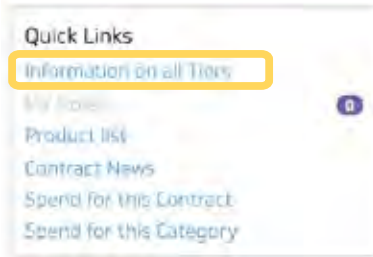 Quick Links
Information on all Tiers
My
0
Product list
Contract News
Spend for this Contract
Spend for this Category